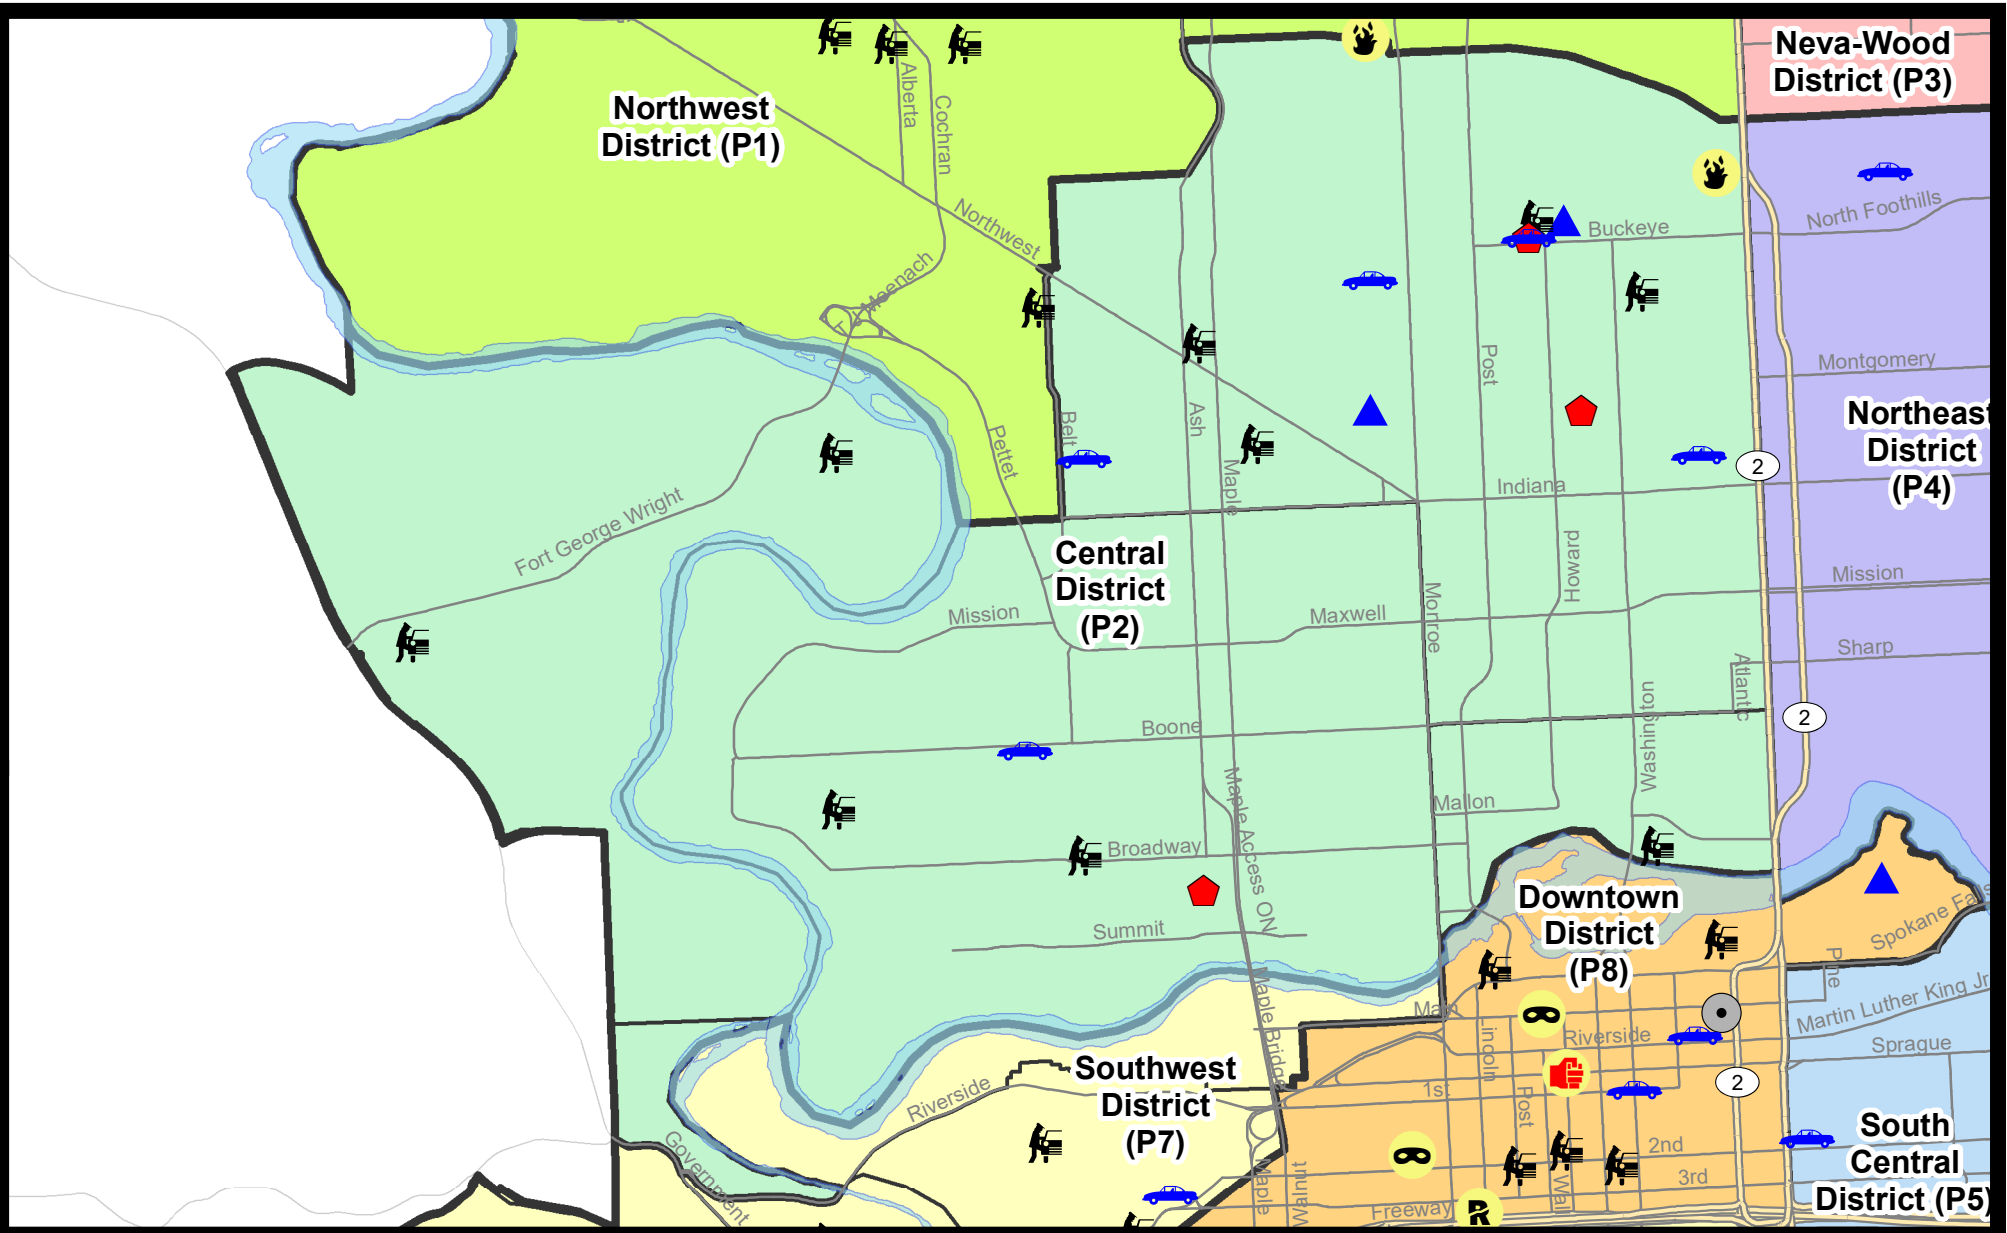 Neva-Wood
District (P3)
Northwest
District (P1)
Alberta
Cochran
Northwest
T J Meenach
North Foothills
Buckeye
Montgomery
Post
Northeast
District
(P4)
Belt
Ash
Maple
Pettet
2
Indiana
Fort George Wright
Howard
Central
District
(P2)
Mission
Mission
Maxwell
Monroe
Sharp
Atlantic
Washington
Boone
2
Maple Access ON
Mallon
Broadway
Downtown
District
(P8)
Summit
Spokane Fa
Pine
Martin Luther King Jr
Maple Bridge
Main
Lincoln
Riverside
Sprague
Southwest
District
(P7)
Riverside
1st
Post
2
South
Central
District (P5)
Government
2nd
3rd
Wall
Maple
Walnut
Freeway
R